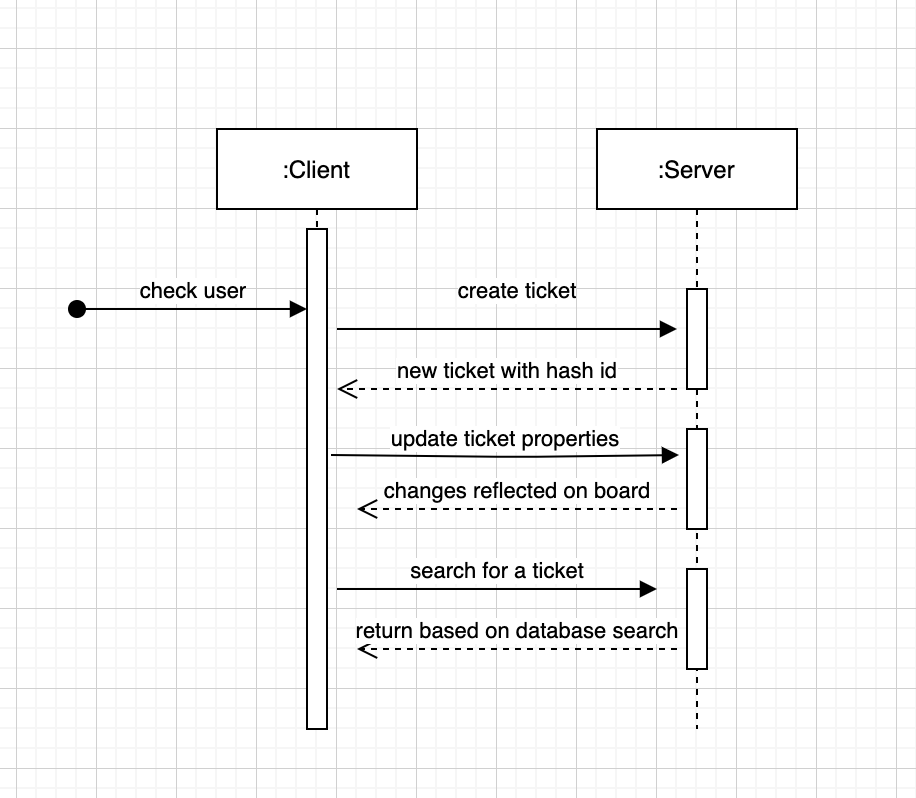 :Client
:Server
check user
create ticket
new ticket with hash id
update ticket properties
changes reflected on board
search for a ticket
return based on database search